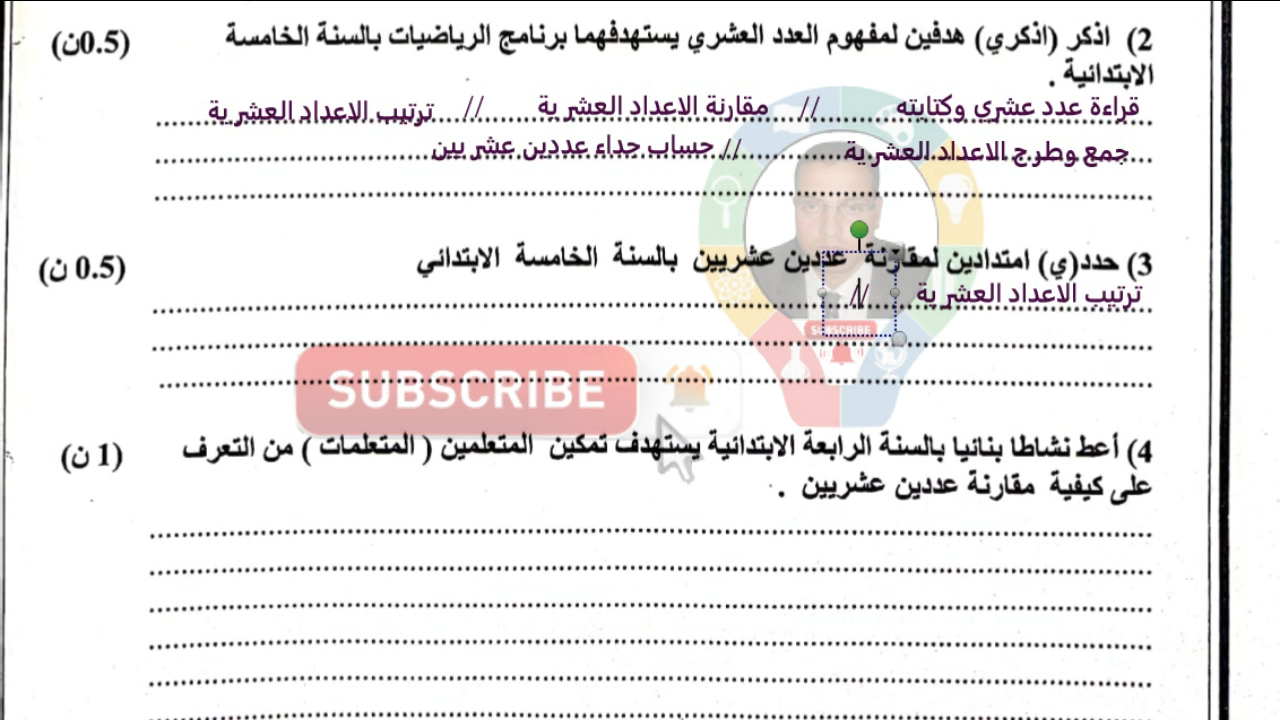 2) اذكر (اذكري) هدفين لمفهوم العدد العشري يستهدفهما برنامج الرياضيات بالسنة الخامسة (0.5ن)
الابتدائية .
قراءة عدد عشري وكتابته // مقارنة الاعداد العشرية // ترتيب الاعداد العشرية
جمع وطرح الاعداد العشرية // حساب جداء عددين عشريين
3) حدد(ي) امتدادين لمقارنة عددين عشريين بالسنة الخامسة الابتدائي (0.5 ن)
ترتيب الاعداد العشرية //
SUBSCRIBE
SUBSCRIBE
4) أعط نشاطا بنائيا بالسنة الرابعة الابتدائية يستهدف تمكين المتعلمين ( المتعلمات ) من التعرف (1 ن)
على كيفية مقارنة عددين عشريين .